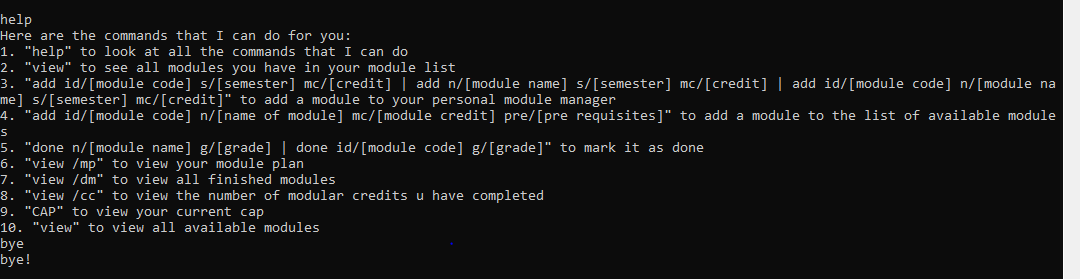 help
Here are the commands that I can do for you:
1. "help" to look at all the commands that I can do
2. "view" to see all modules you have in your module list
3. "add id/[module code] s/[semester] mc/[credit] | add n/[module name] s/[semester] mc/[credit] | add id/[module code] n/[module na
me] s/[semester] mc/[credit]" to add a module to your personal module manager
4. "add id/[module code] n/[name of module] mc/[module credit] pre/[pre requisites]" to add a module to the list of available module
s
5. "done n/[module name] g/[grade] | done id/[module code] g/[grade]" to mark it as done
6. "view /mp" to view your module plan
7. "view /dm" to view all finished modules
8. "view /cc" to view the number of modular credits u have completed
9. "CAP" to view your current cap
10. "view" to view all available modules
bye
bye!